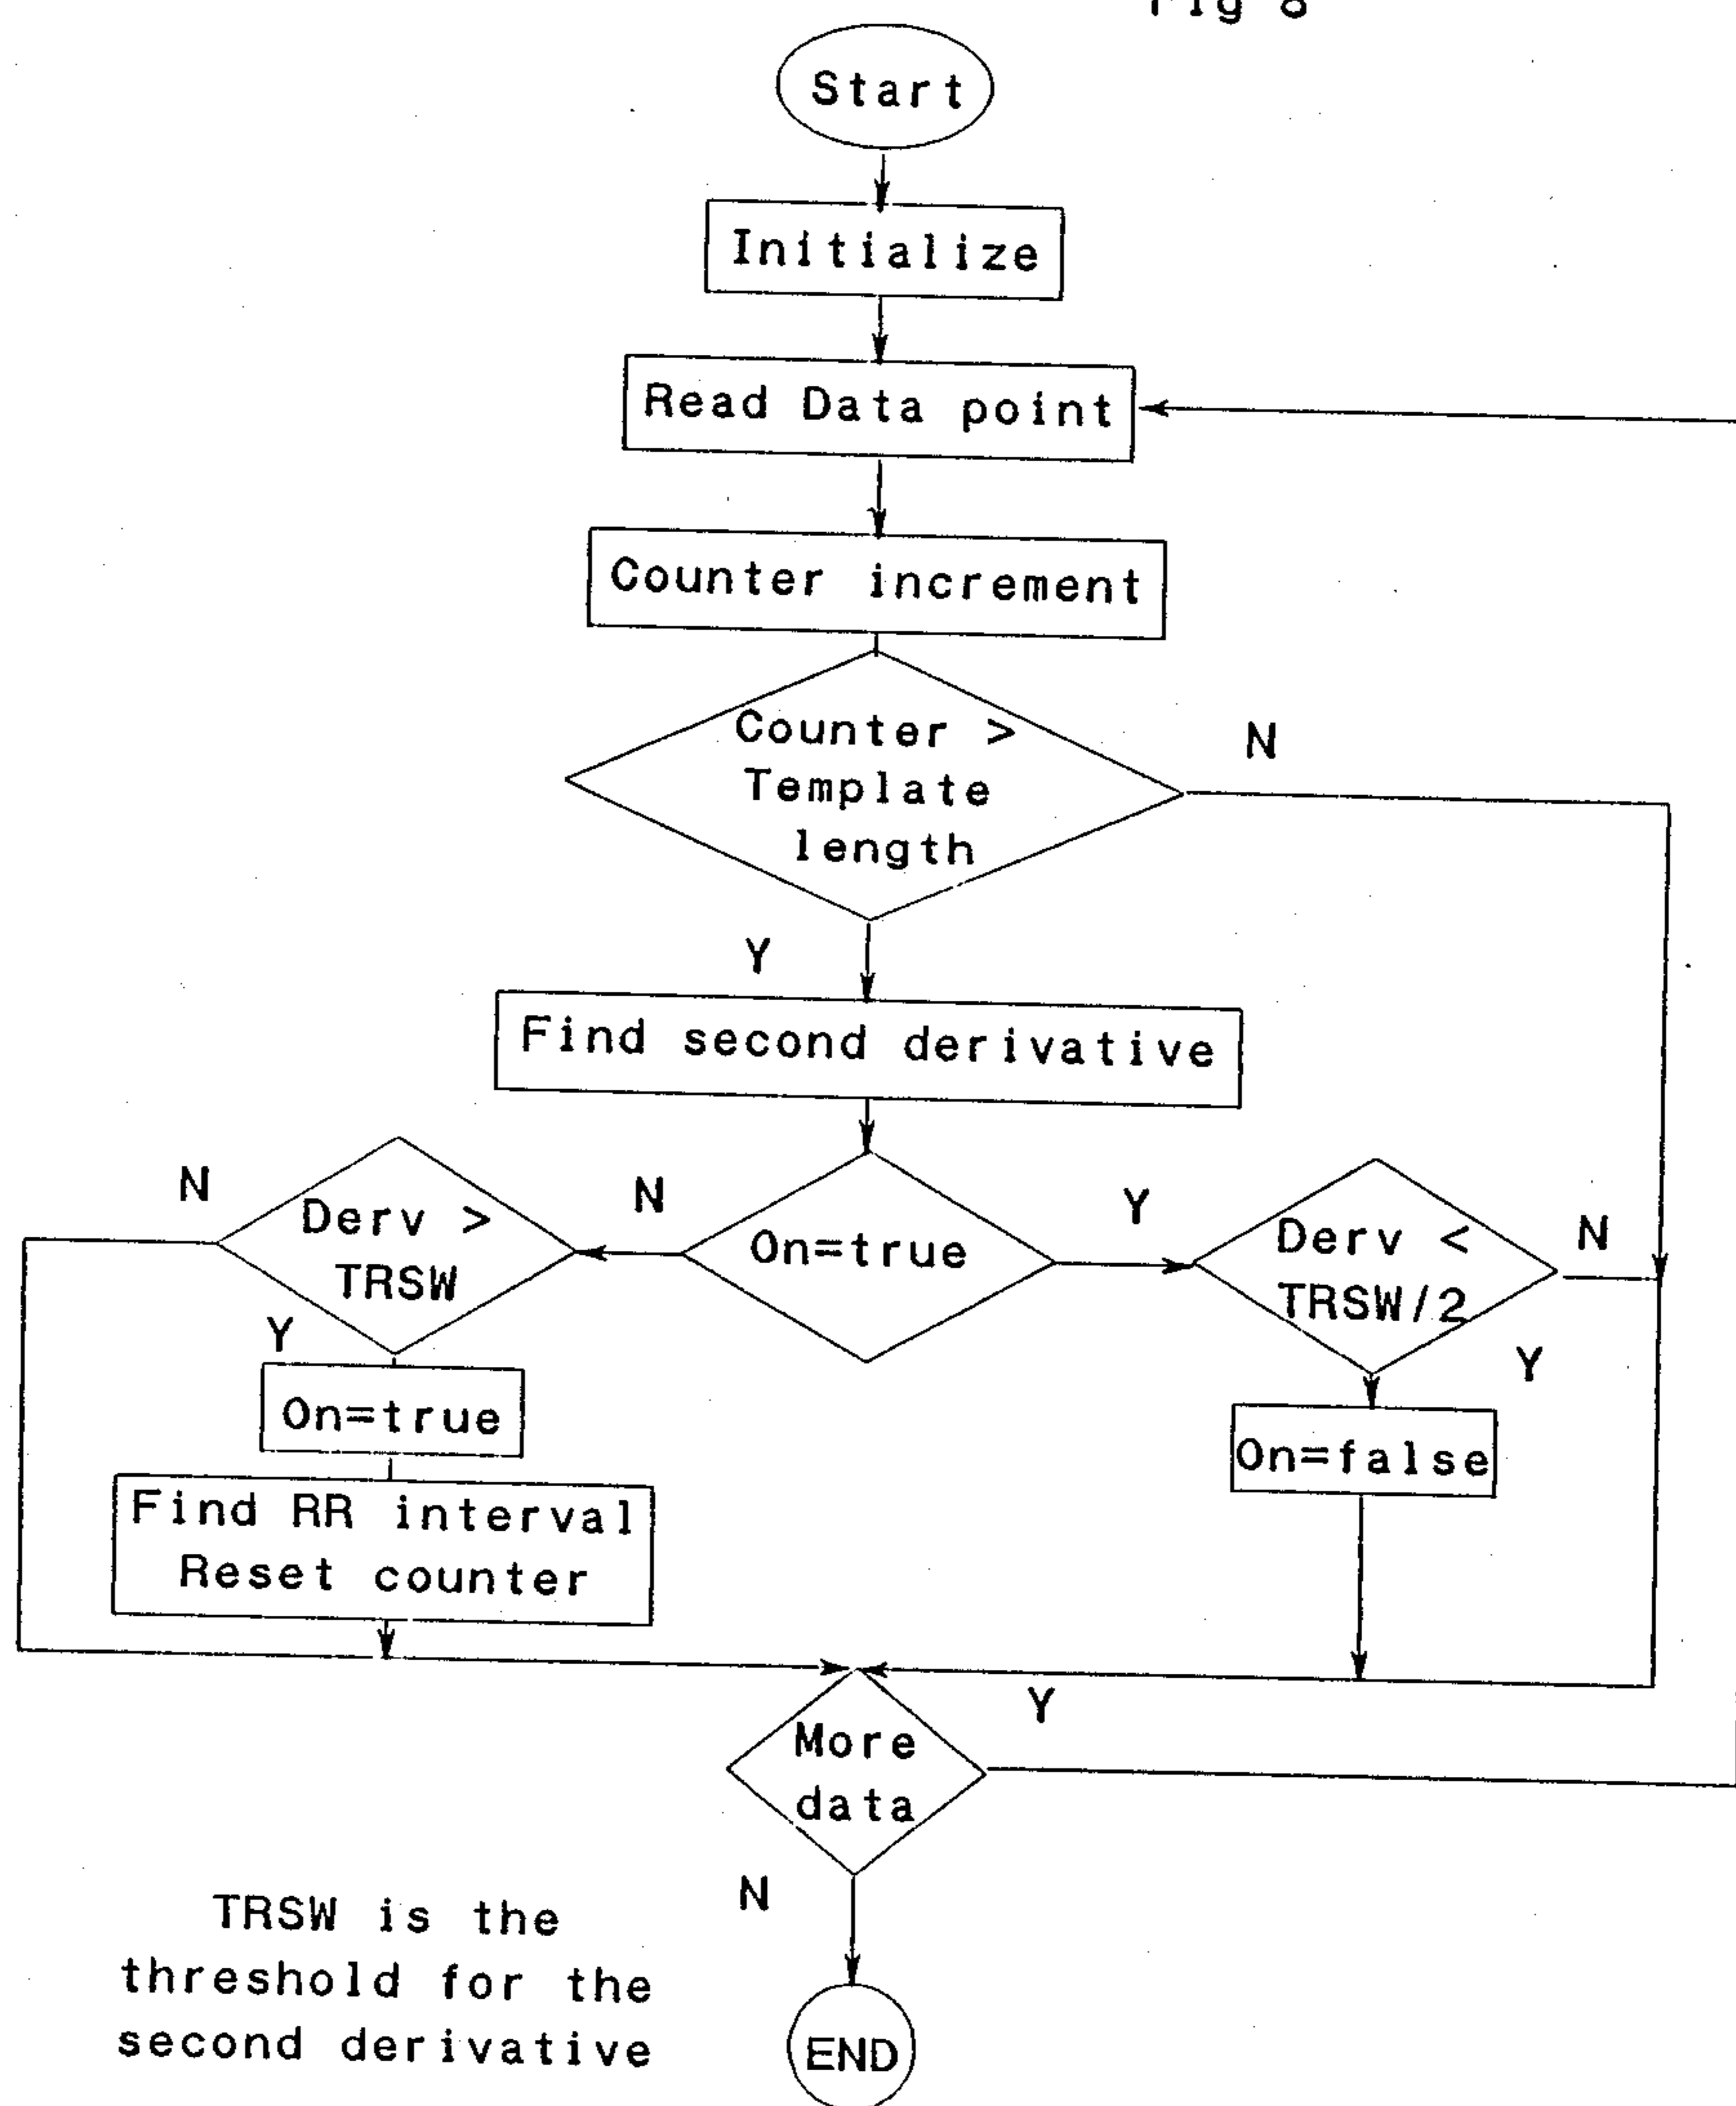 Fig 8
Start
Initialize
Read Data point
Counter increment
Counter >
Template
length
N
Y
Find second derivative
N
Derv >
TRSW
N
On=true
Y
Derv <
TRSW/2
N
Y
On=true
Find RR interval
Reset counter
Y
On=false
Y
More
data
N
TRSW is the
threshold for the
second derivative
END